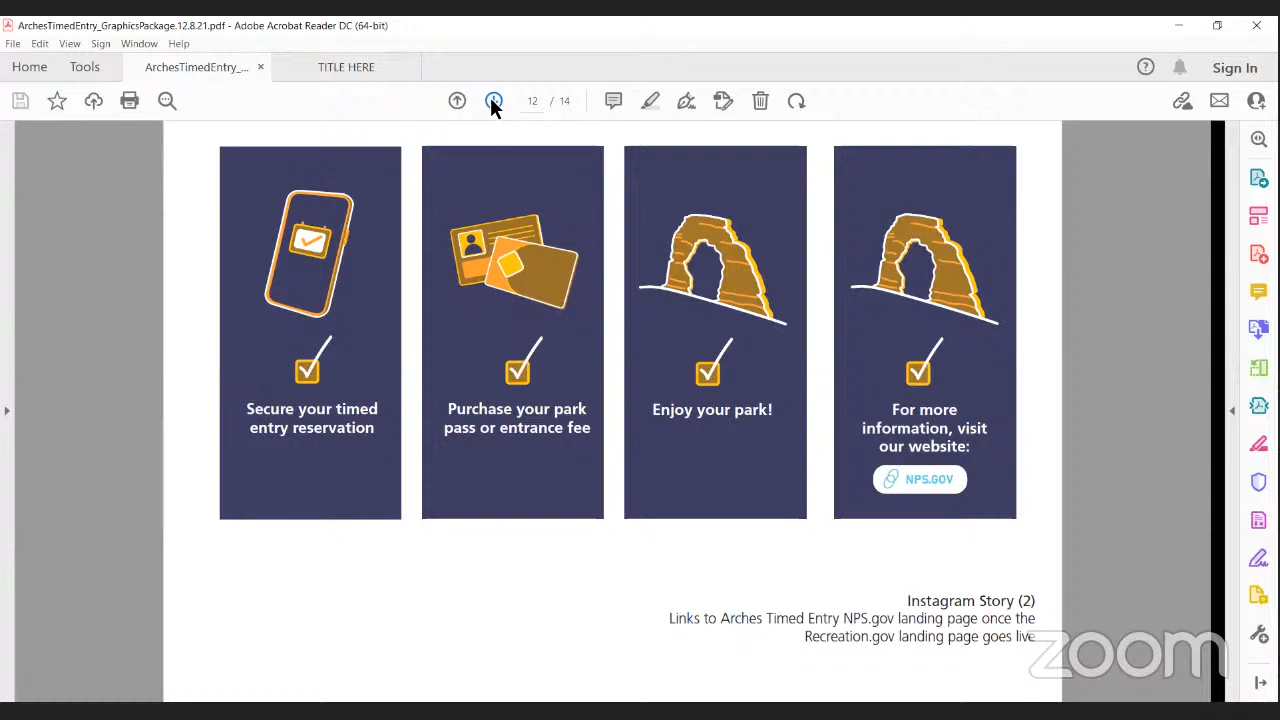 ArchesTimedEntry_GraphicsPackage.12.8.21.pdf - Adobe Acrobat Reader DC (64-bit)
File Edit View Sign Window Help
Home Tools ArchesTimedEntry_... × TITLE HERE Sign In
12 / 14
Secure your timed
entry reservation
Purchase your park
pass or entrance fee
Enjoy your park!
For more
information, visit
our website:
NPS.GOV
Instagram Story (2)
Links to Arches Timed Entry NPS.gov landing page once the
Recreation.gov landing page goes live
zoom